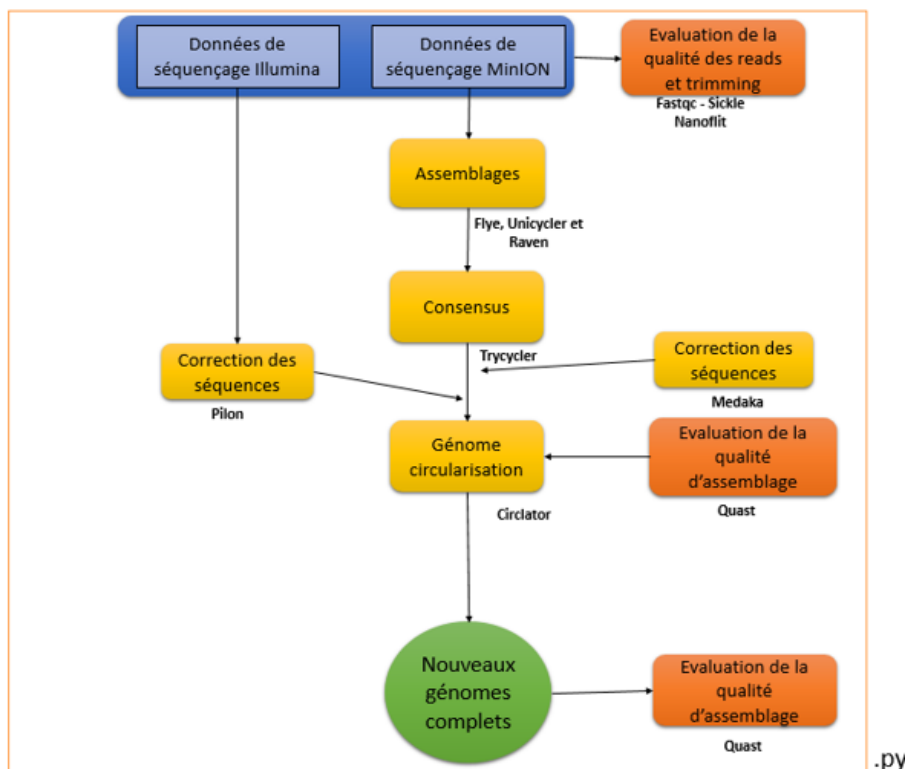 Données de
séquençage Illumina
Données de
séquençage MinION
Evaluation de la
qualité des reads
et trimming
Fastqc - Sickle
Nanoflit
Assemblages
Flye, Unicycler et
Raven
Consensus
Trycycler
Correction des
séquences
Pilon
Correction des
séquences
Medaka
Génome
circularisation
Circlator
Evaluation de la
qualité
d'assemblage
Quast
Nouveaux
génomes
complets
Evaluation de la
qualité
d'assemblage
Quast
.py